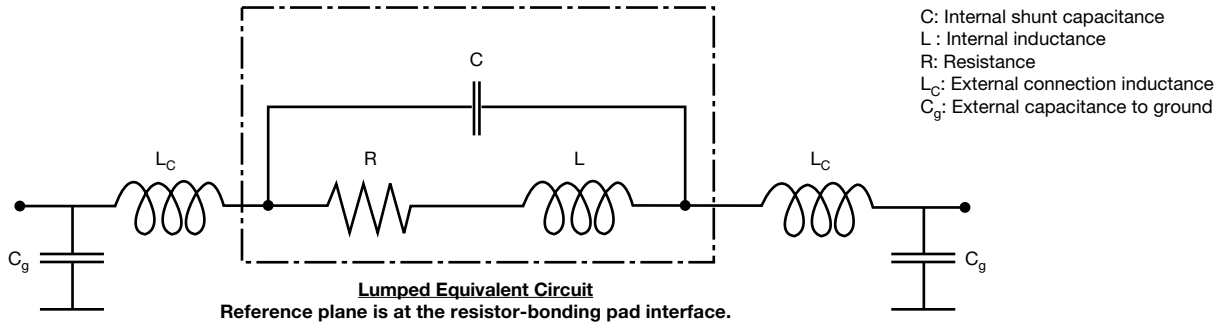 C: Internal shunt capacitance
L : Internal inductance
R: Resistance
LC: External connection inductance
Cg: External capacitance to ground
C
LC
R
L
LC
Cg
Cg
Lumped Equivalent Circuit
Reference plane is at the resistor-bonding pad interface.